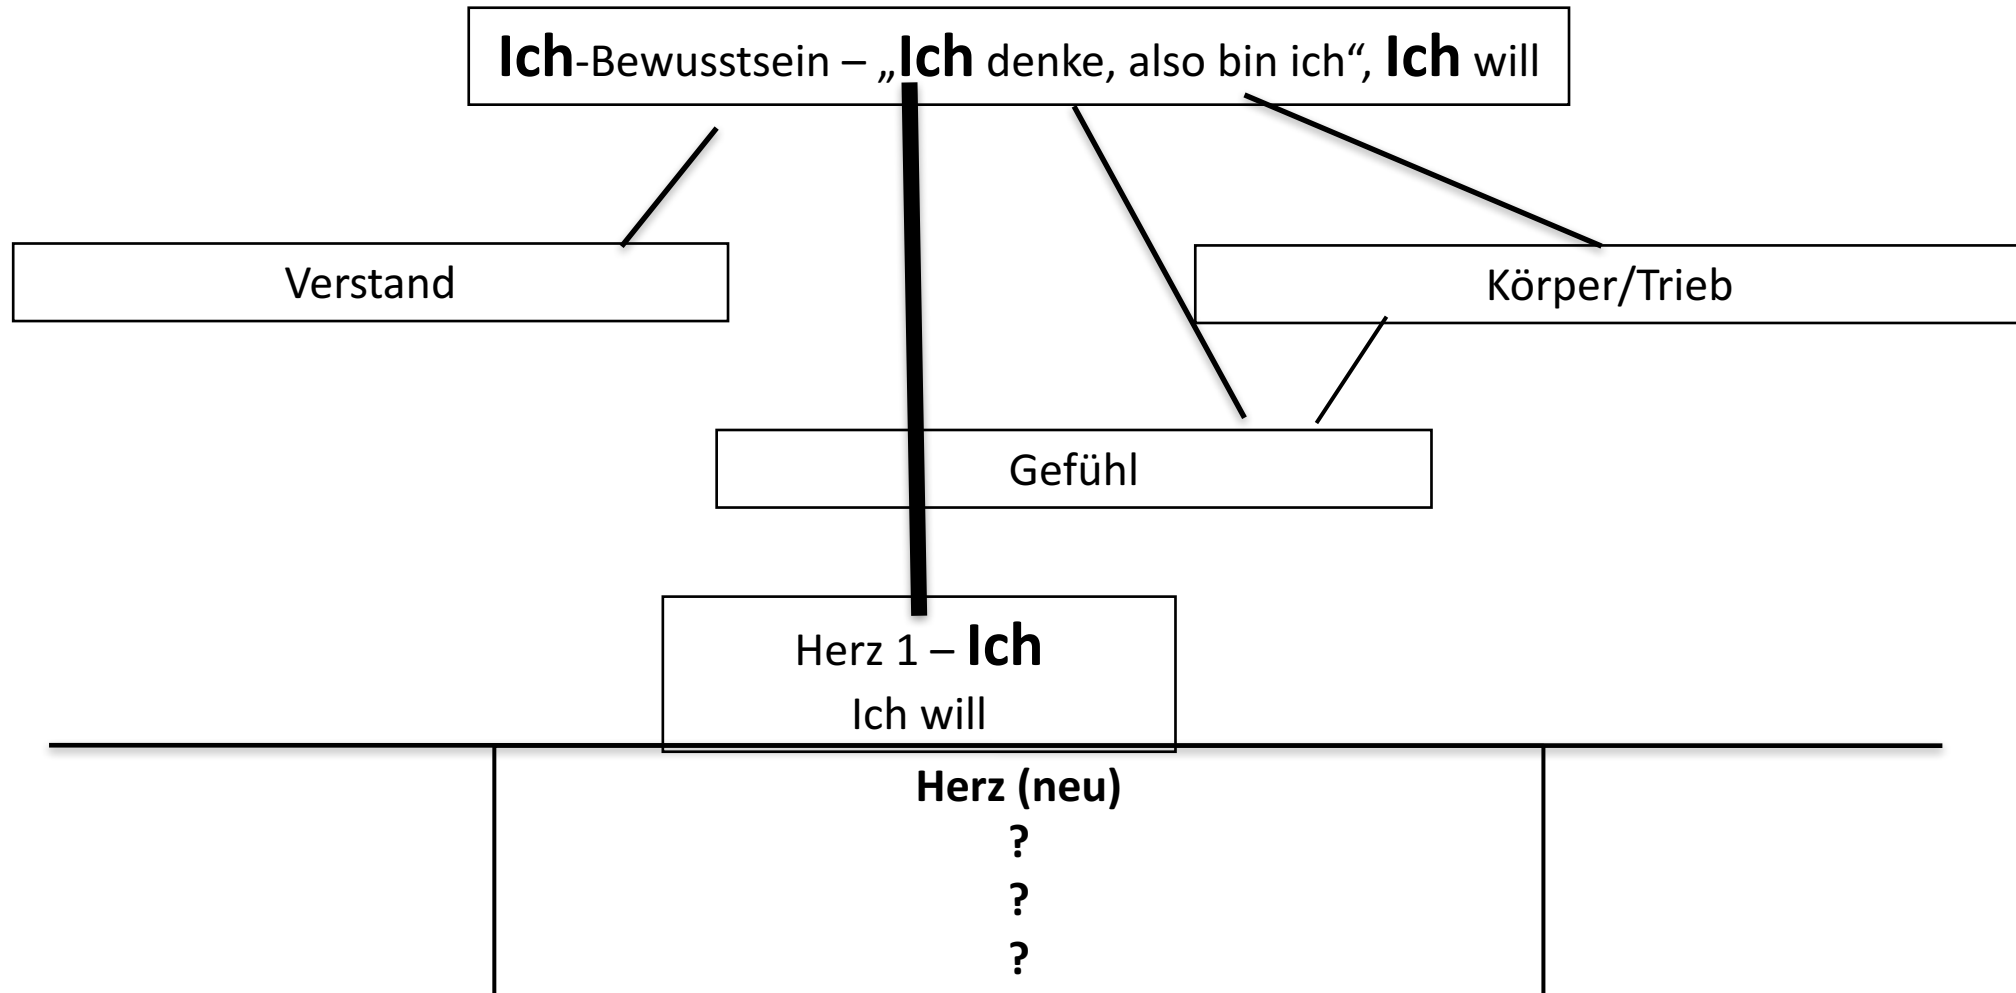 Ich-Bewusstsein – „Ich denke, also bin ich“, Ich will
Verstand
Körper/Trieb
Gefühl
Herz 1 – Ich
Ich will
Herz (neu)
?
?
?